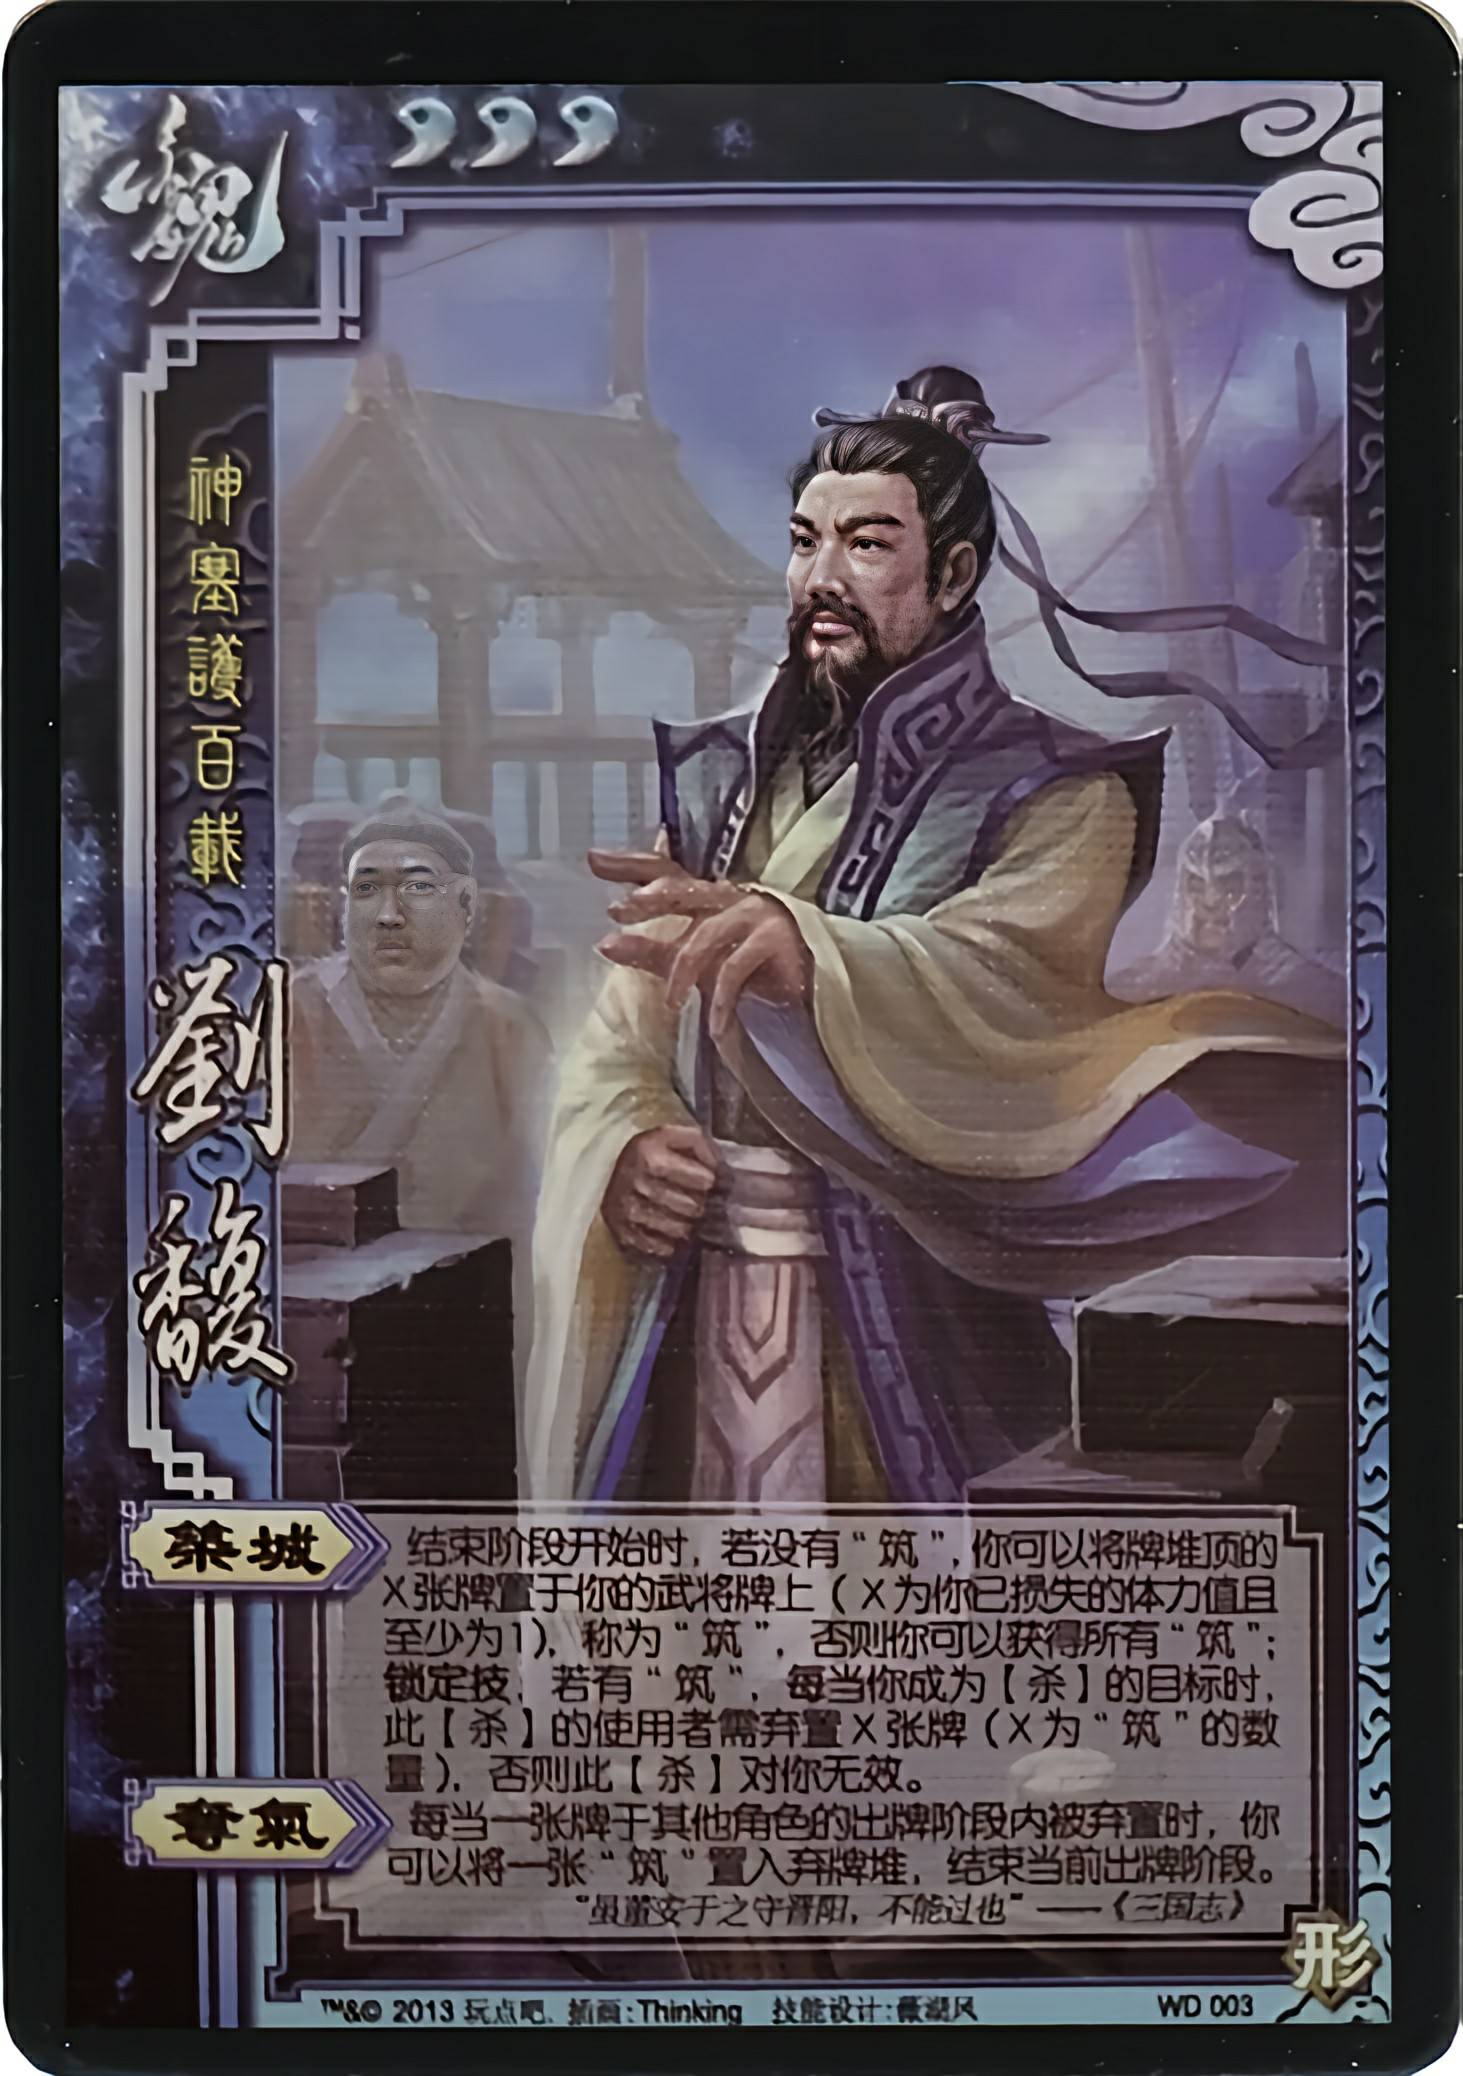 魏
神塞護百載
劉馥
築城
结束阶段开始时，若没有“筑”，你可以将牌堆顶的
X张牌置于你的武将牌上（X为你已损失的体力值且
至少为1），称为“筑”，否则你可以获得所有“筑”；
锁定技，若有“筑”，每当你成为【杀】的目标时，
此【杀】的使用者需弃置X张牌（X为“筑”的数
量），否则此【杀】对你无效。
奪氣
每当一张牌于其他角色的出牌阶段内被弃置时，你
可以将一张“筑”置入弃牌堆，结束当前出牌阶段。
“虽董安于之守晋阳，不能过也”——《三国志》
形
™&© 2013 玩点吧. 插画:Thinking 技能设计:凝湖风
WD 003